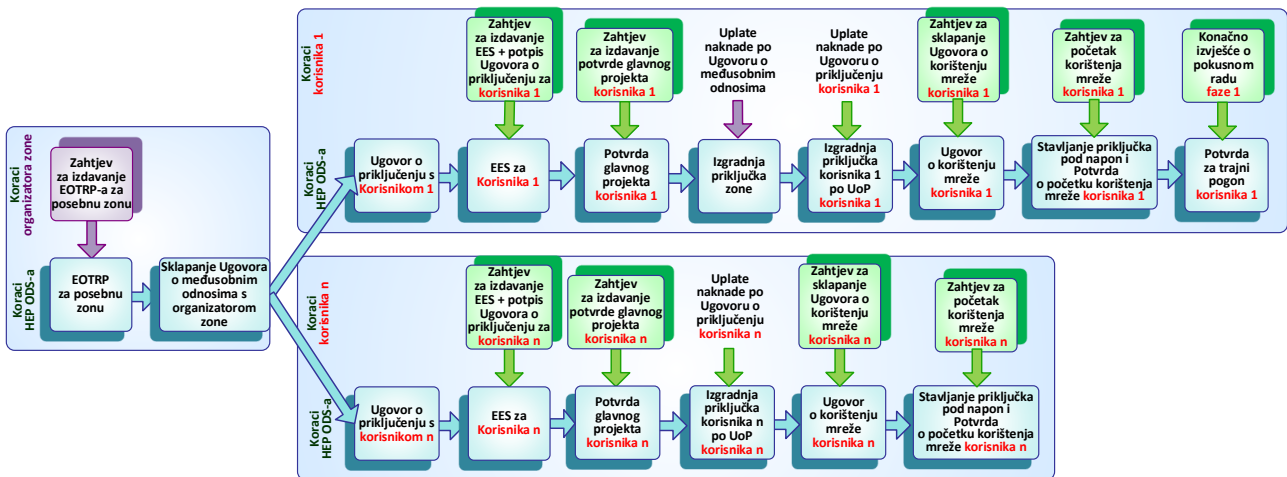 Koraci
organizatora zone
Zahtjev
za izdavanje
EOTRP-a za
posebnu zonu
Koraci
HEP ODS-a
EOTRP
za posebnu
zonu
Sklapanje Ugovora
o međusobnim
odnosima s
organizatorom
zone
Koraci
korisnika 1
Zahtjev
za izdavanje
EES + potpis
Ugovora o
priključenju za
korisnika 1
Zahtjev
za izdavanje
potvrde glavnog
projekta
korisnika 1
Uplate
naknade po
Ugovoru o
međusobnim
odnosima
Uplate
naknade po
Ugovoru o
priključenju
korisnika 1
Zahtjev za
sklapanje
Ugovora o
korištenju
mreže
korisnika 1
Zahtjev za
početak
korištenja
mreže
korisnika 1
Konačno
izvješće o
pokusnom
radu
faze 1
Koraci
HEP ODS-a
Ugovor o
priključenju s
Korisnikom 1
EES za
Korisnika 1
Potvrda
glavnog
projekta
korisnika 1
Izgradnja
priključka
zone
Izgradnja
priključka
korisnika 1
po UoP
korisnika 1
Ugovor
o korištenju
mreže
korisnika 1
Stavljanje priključka
pod napon i
Potvrda
o početku korištenja
mreže korisnika 1
Potvrda
za trajni
pogon
korisnika 1
Koraci
korisnika n
Zahtjev
za izdavanje
EES + potpis
Ugovora o
priključenju za
korisnika n
Zahtjev
za izdavanje
potvrde glavnog
projekta
korisnika n
Uplate
naknade po
Ugovoru o
priključenju
korisnika n
Zahtjev za
sklapanje
Ugovora o
korištenju
mreže
korisnika n
Zahtjev za
početak
korištenja
mreže
korisnika n
Koraci
HEP ODS-a
Ugovor o
priključenju s
korisnikom n
EES za
Korisnika n
Potvrda
glavnog
projekta
korisnika n
Izgradnja
priključka
korisnika n
po UoP
korisnika n
Ugovor
o korištenju
mreže
korisnika n
Stavljanje priključka
pod napon i
Potvrda
o početku korištenja
mreže korisnika n